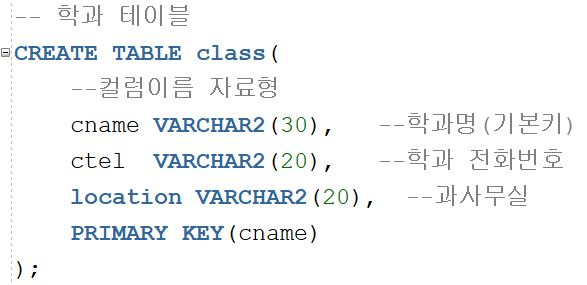 -- 학과 테이블
CREATE TABLE class(
--컬럼이름 자료형
cname VARCHAR2(30), --학과명(기본키)
ctel VARCHAR2(20), --학과 전화번호
location VARCHAR2(20), --과사무실
PRIMARY KEY(cname)
);